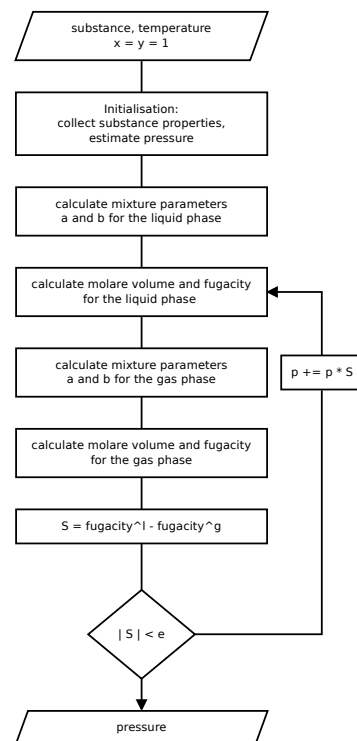 substance, temperature
x = y = 1
Initialisation:
collect substance properties,
estimate pressure
calculate mixture parameters
a and b for the liquid phase
calculate molare volume and fugacity
for the liquid phase
calculate mixture parameters
a and b for the gas phase
p += p * S
calculate molare volume and fugacity
for the gas phase
S = fugacity^l - fugacity^g
| S | < e
pressure